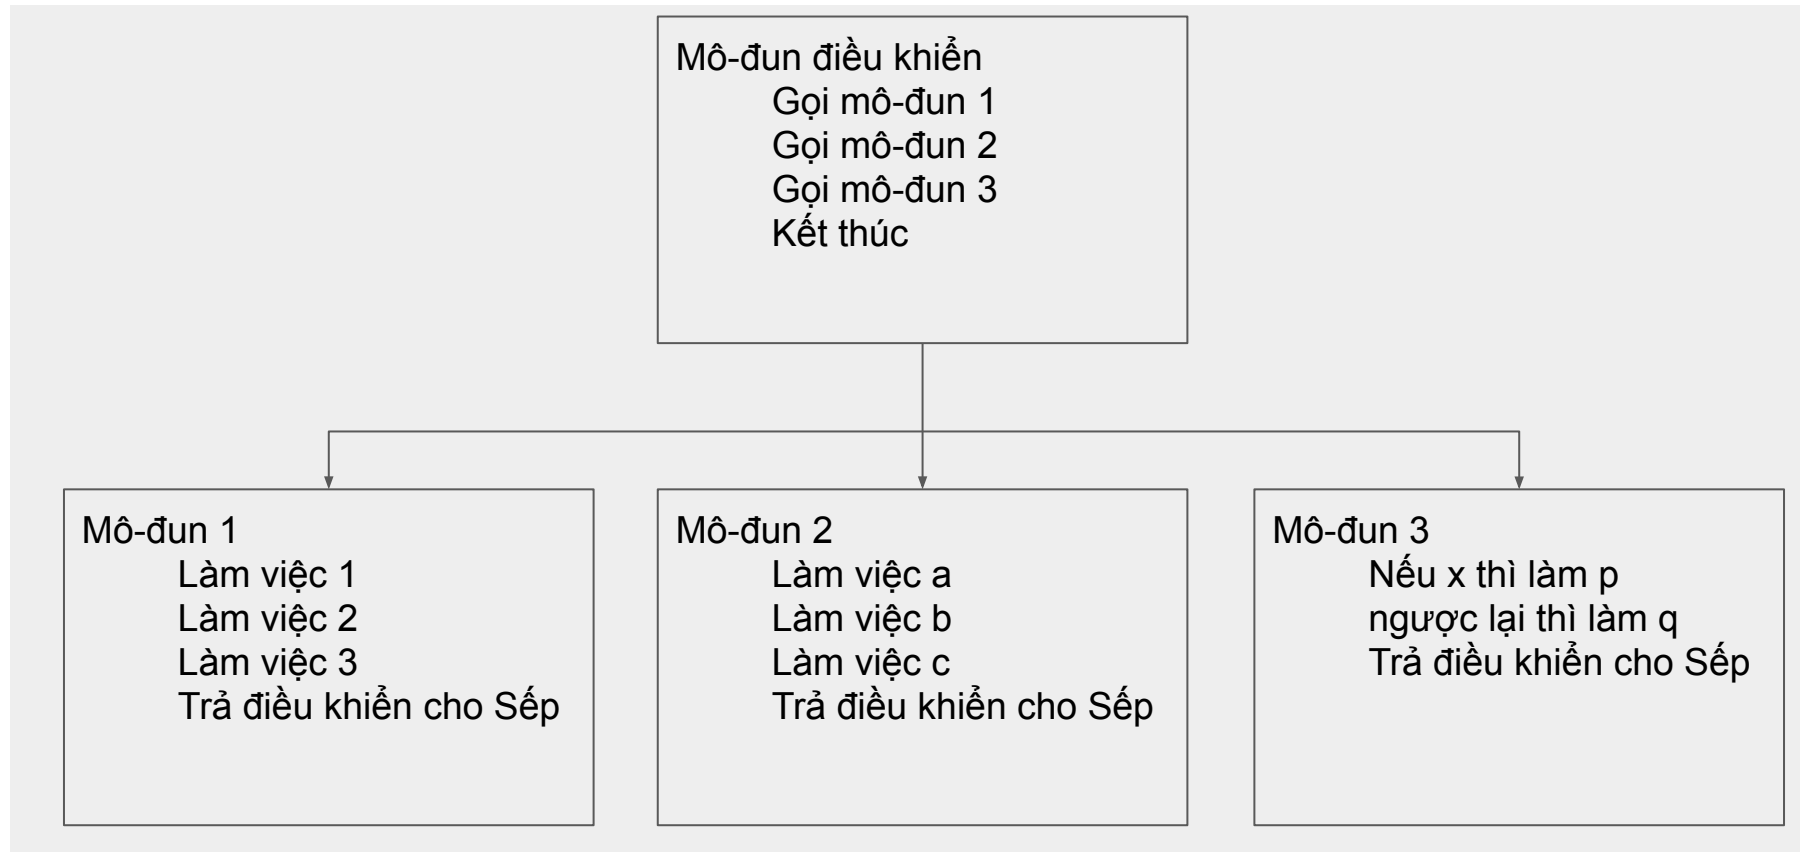 Mô-đun điều khiển
Gọi mô-đun 1
Gọi mô-đun 2
Gọi mô-đun 3
Kết thúc
Mô-đun 1
Làm việc 1
Làm việc 2
Làm việc 3
Trả điều khiển cho Sếp
Mô-đun 2
Làm việc a
Làm việc b
Làm việc c
Trả điều khiển cho Sếp
Mô-đun 3
Nếu x thì làm p
ngược lại thì làm q
Trả điều khiển cho Sếp